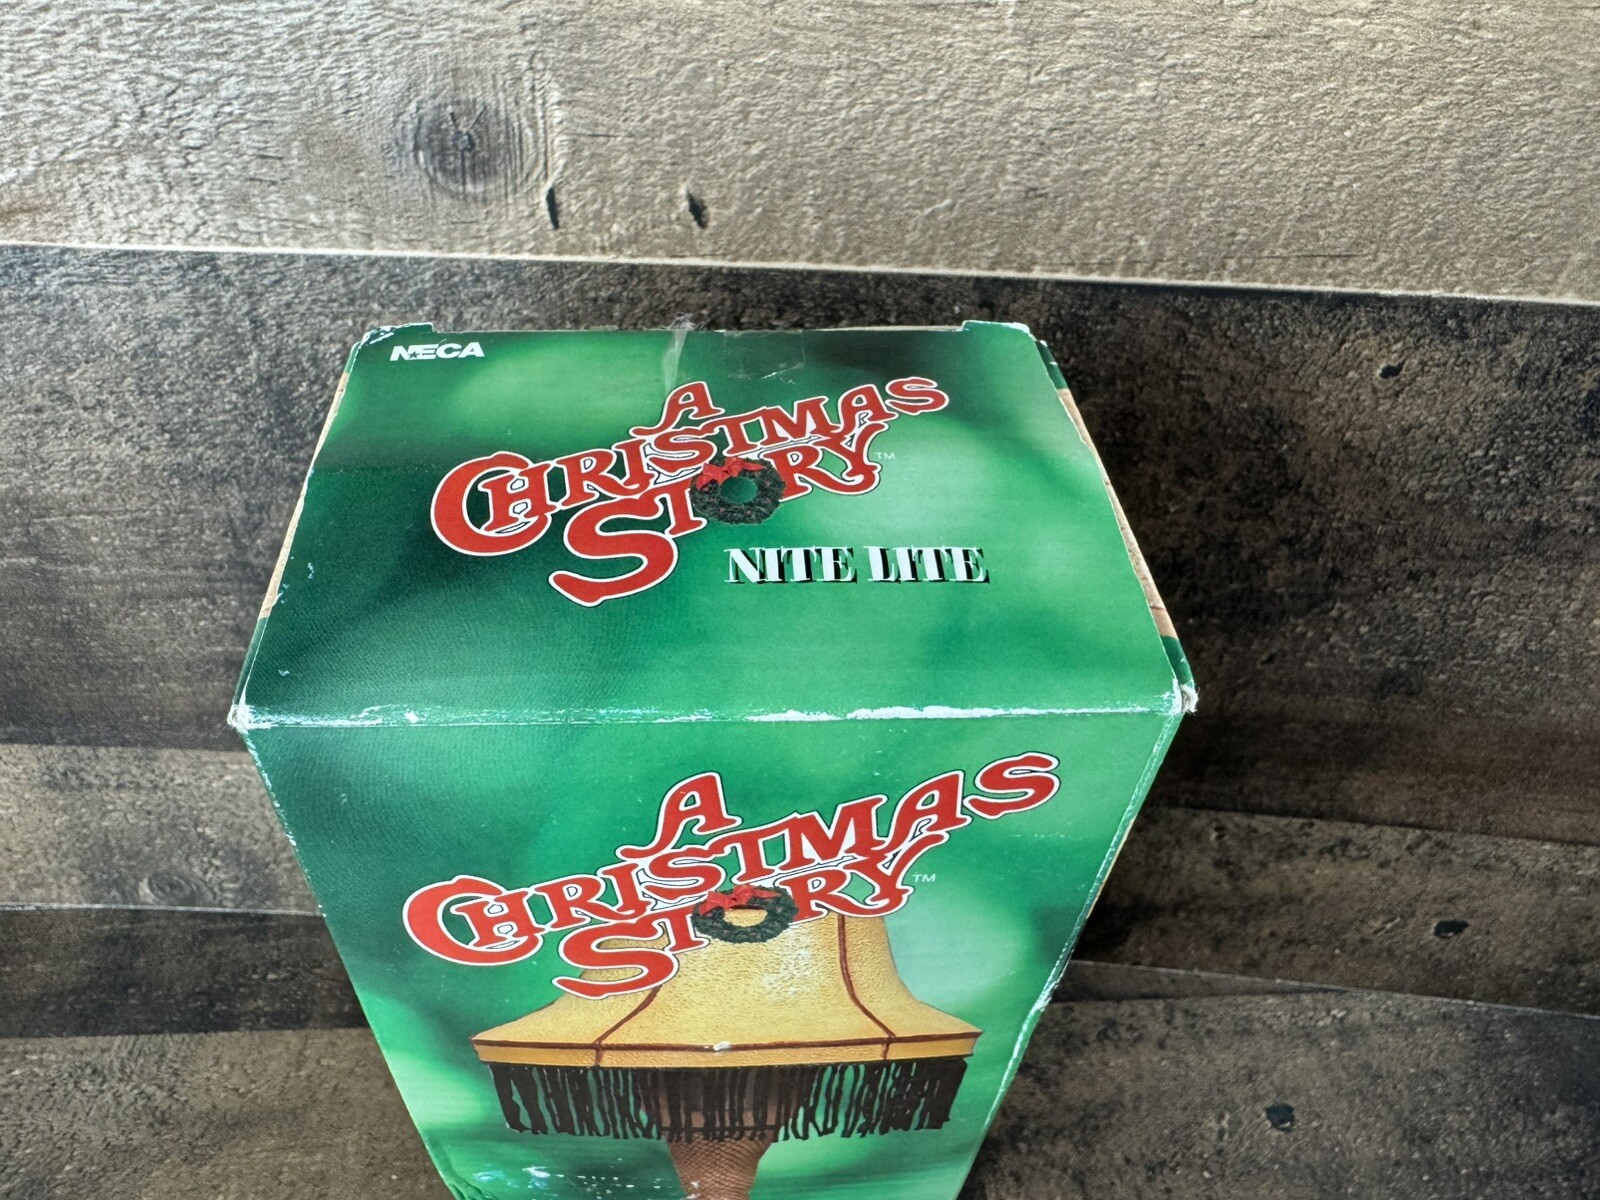 NECA
A
CHRISTMAS
STORY™
NITE LITE
A
CHRISTMAS
STORY™